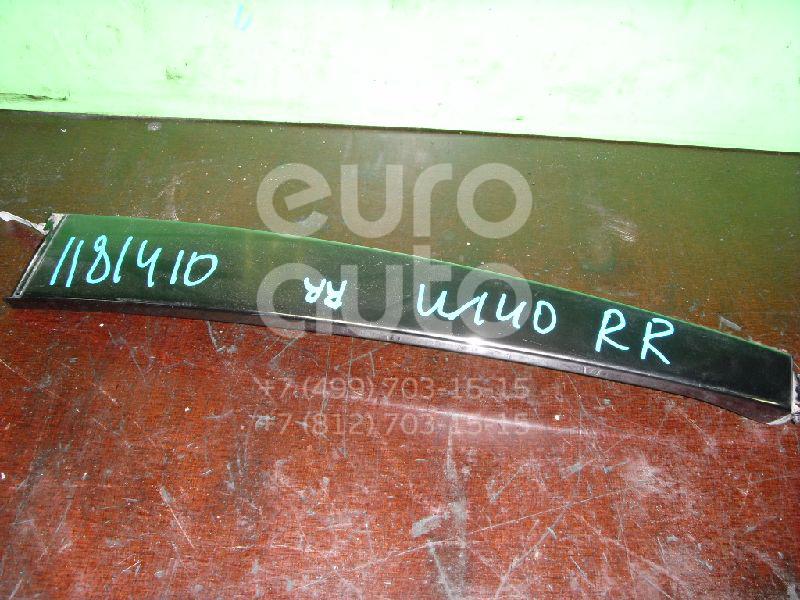 euro
auto
1181410
RR
W140 RR
+7 (499) 703-15-15
+7 (812) 703-15-15